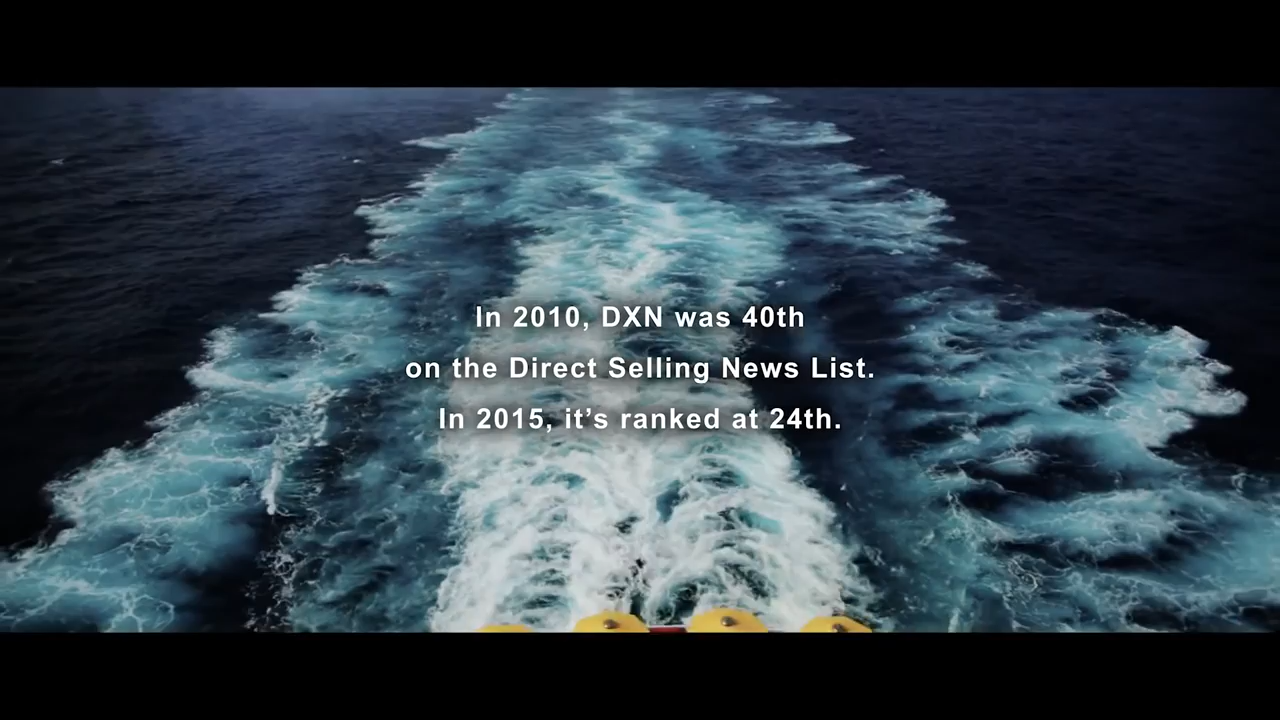 In 2010, DXN was 40th
on the Direct Selling News List.
In 2015, it’s ranked at 24th.